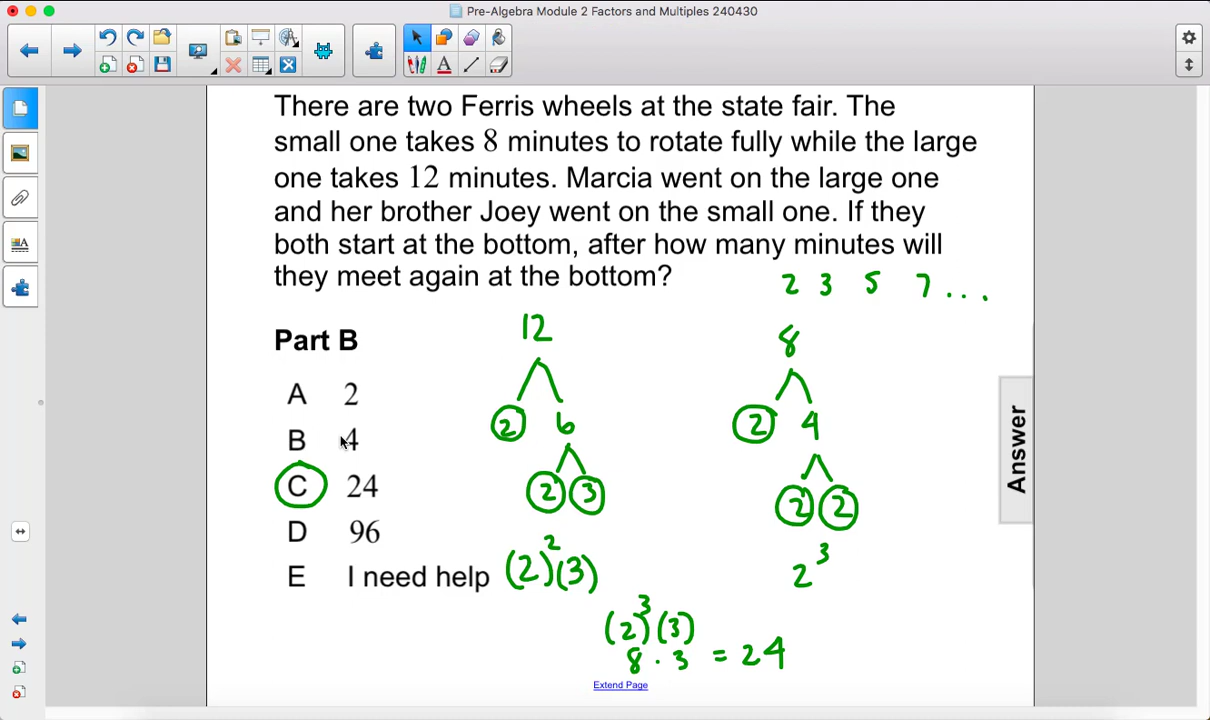 Pre-Algebra Module 2 Factors and Multiples 240430
There are two Ferris wheels at the state fair. The
small one takes 8 minutes to rotate fully while the large
one takes 12 minutes. Marcia went on the large one
and her brother Joey went on the small one. If they
both start at the bottom, after how many minutes will
they meet again at the bottom?
2 3 5 7 ...
Part B
12
8
A 2
2 6
2 4
B 4
C 24
2 3
2 2
D 96
E I need help
(2)²(3)
2³
(2)³(3)
8 · 3 = 24
Extend Page
Answer